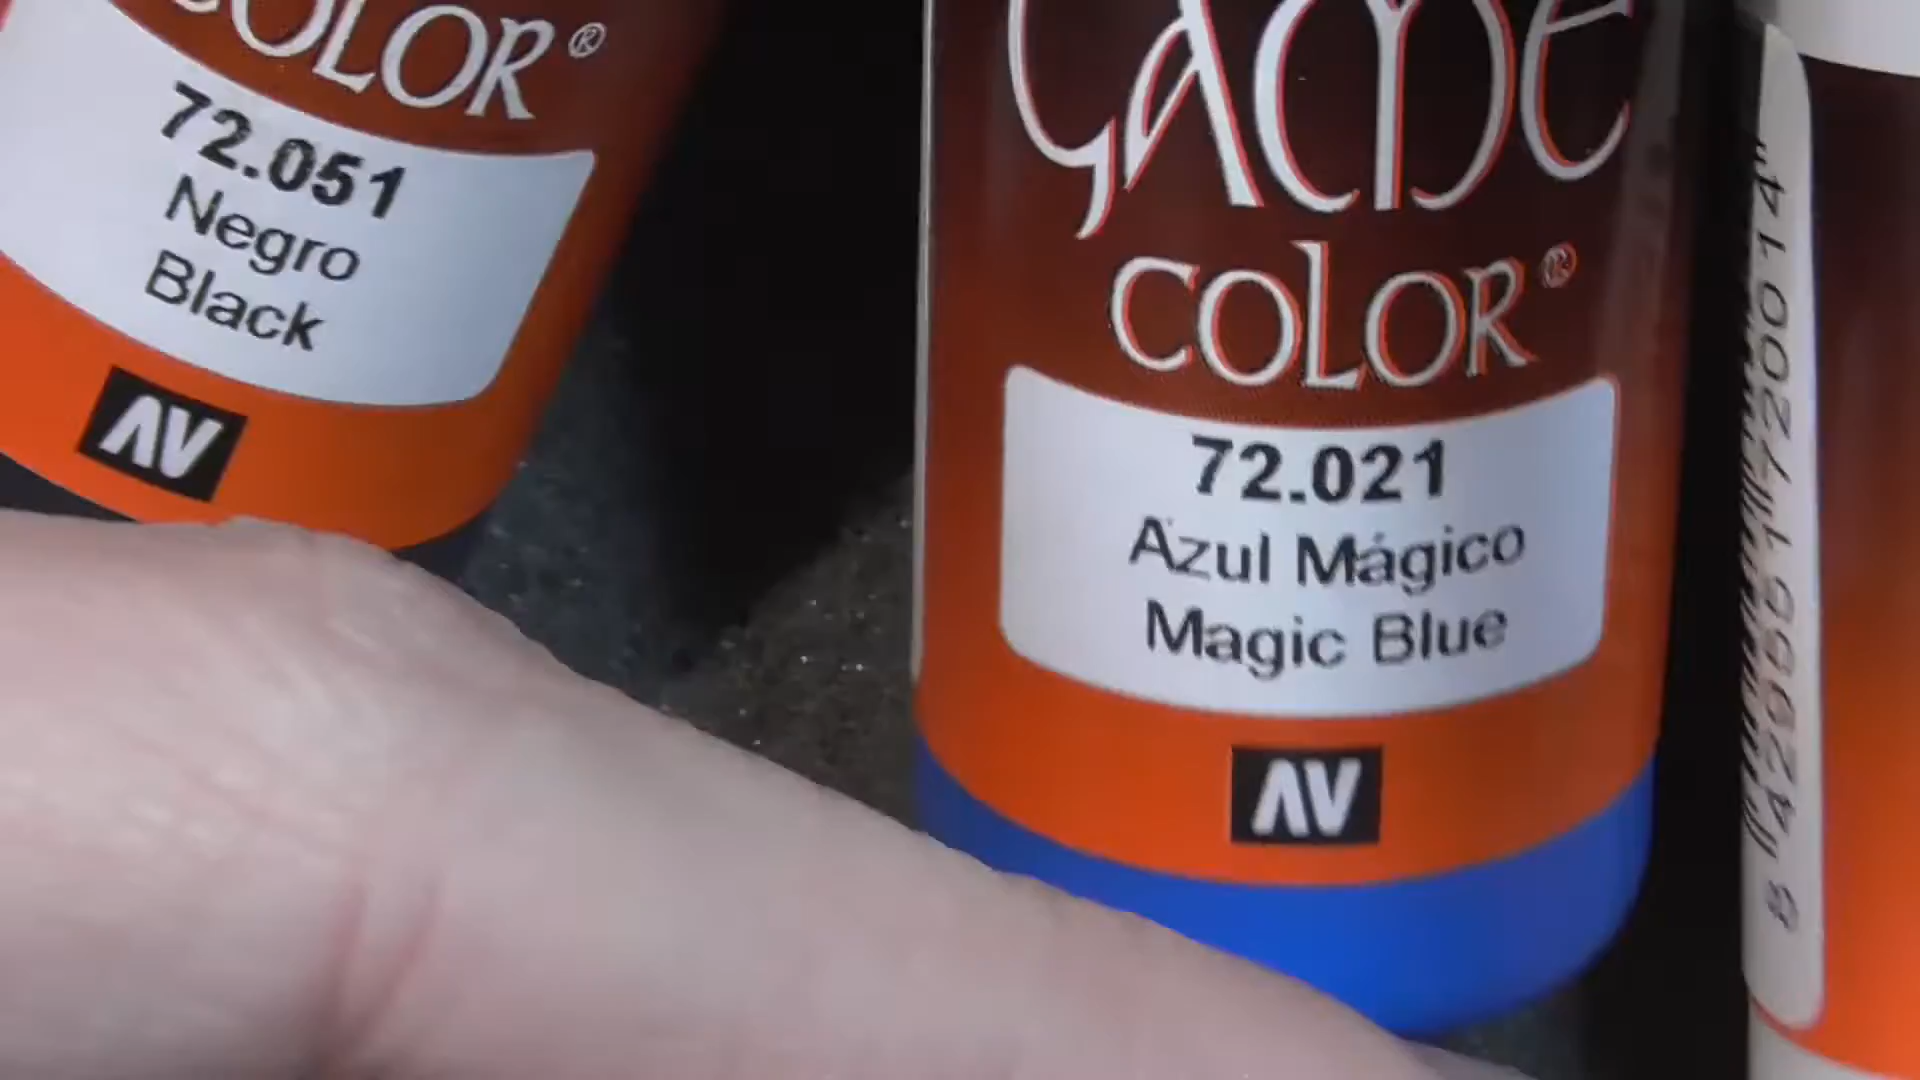 COLOR®
72.051
Negro
Black
AV
Game
COLOR®
72.021
Azul Mágico
Magic Blue
AV